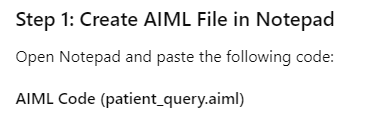 Step 1: Create AIML File in Notepad
Open Notepad and paste the following code:
AIML Code (patient_query.aiml)